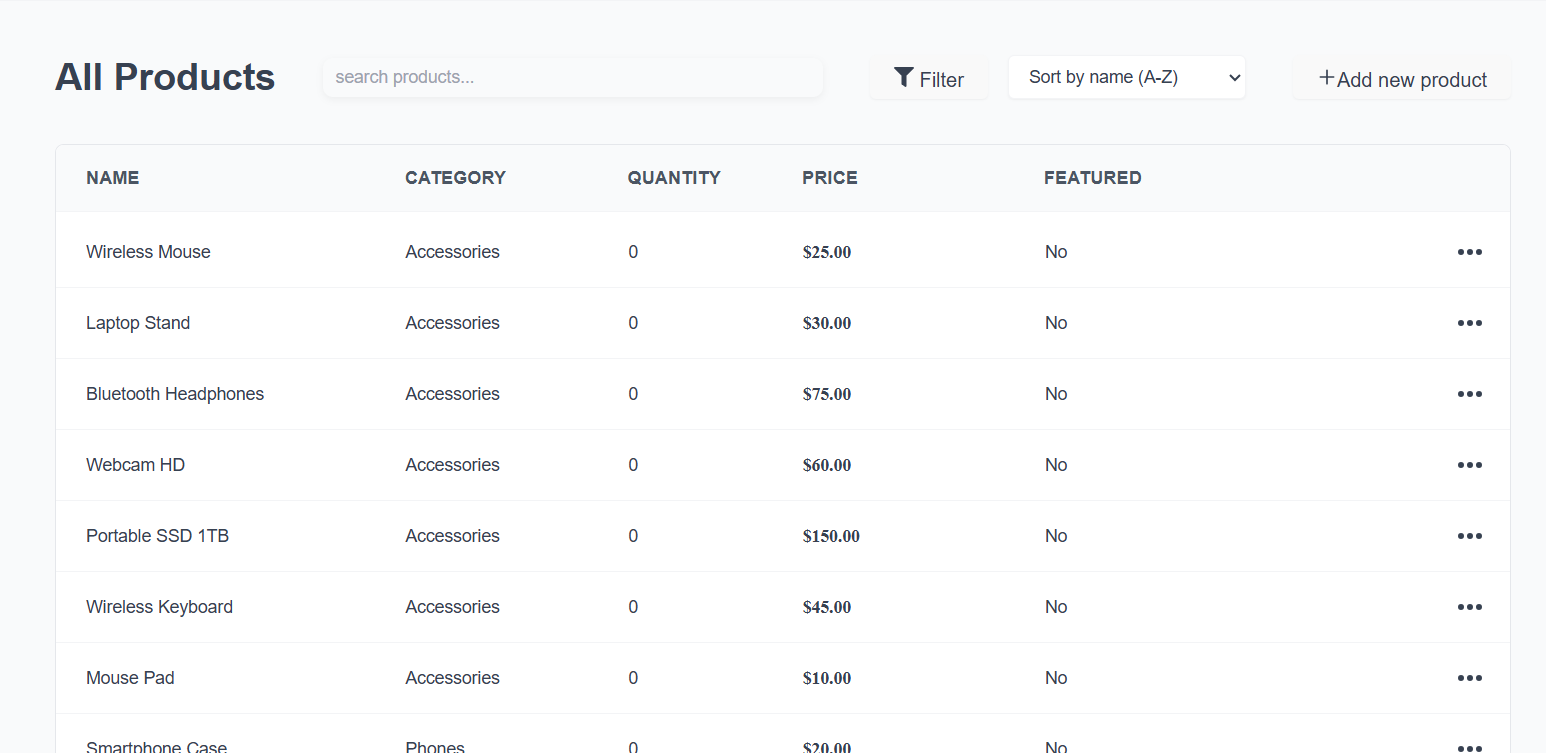 All Products search products... Filter Sort by name (A-Z) +Add new product
NAME CATEGORY QUANTITY PRICE FEATURED
Wireless Mouse Accessories 0 $25.00 No
Laptop Stand Accessories 0 $30.00 No
Bluetooth Headphones Accessories 0 $75.00 No
Webcam HD Accessories 0 $60.00 No
Portable SSD 1TB Accessories 0 $150.00 No
Wireless Keyboard Accessories 0 $45.00 No
Mouse Pad Accessories 0 $10.00 No
Smartphone Case Phones 0 $20.00 No